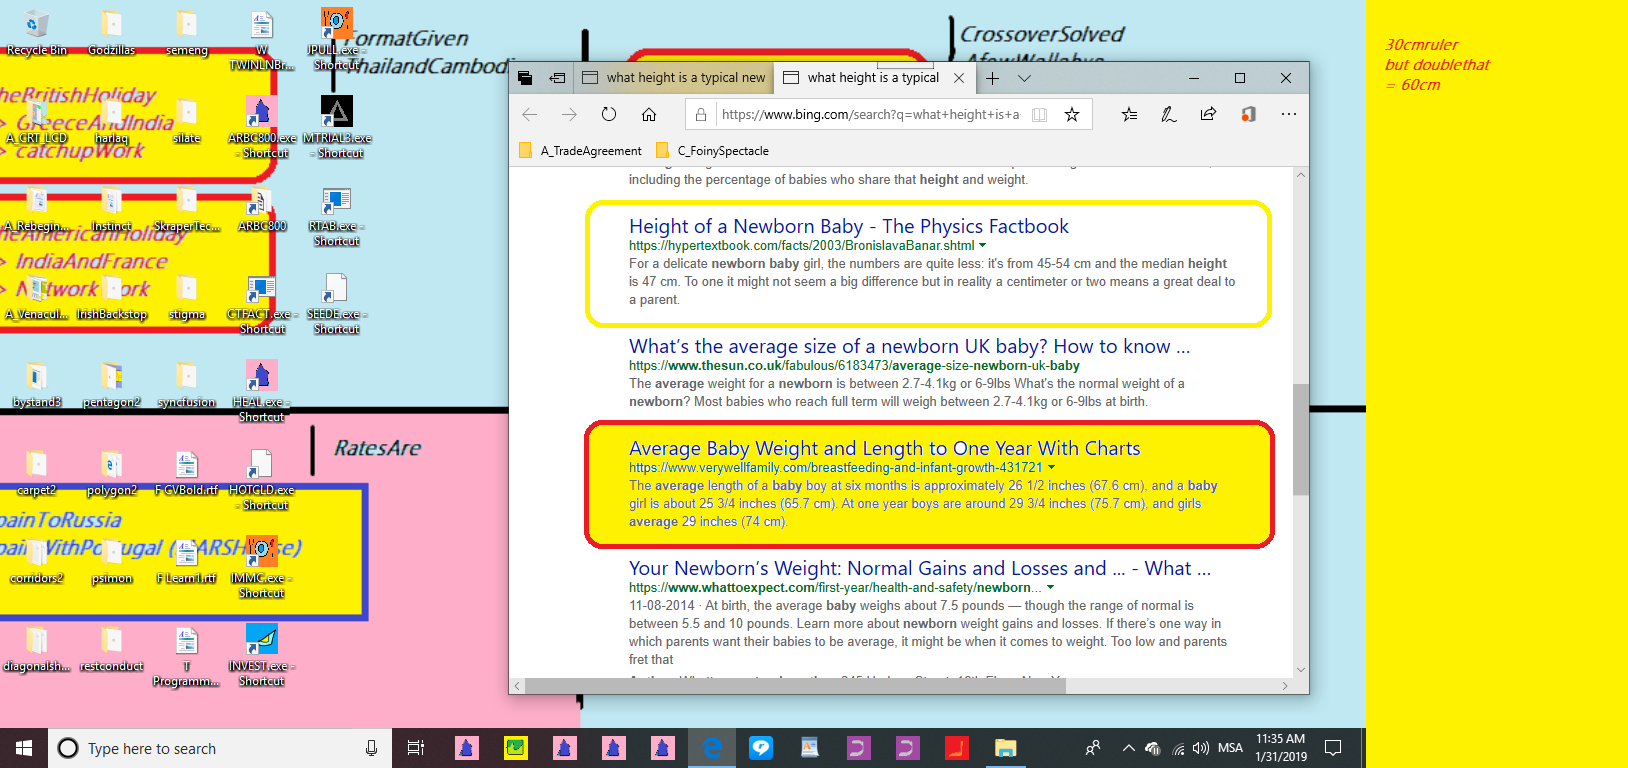 FormatGiven
ThailandCambodi
CrossoverSolved
heBritishHoliday
> GreeceAndIndia
> catchupWork
heAmericanHoliday
> IndiaAndFrance
> Network Work
RatesAre
painToRussia
Recycle Bin
Godzillas
semeng
W TWINLNBr...
JPULL.exe - Shortcut
A_CRT_LCD
harlaq
silate
ARBC800.exe - Shortcut
MTRIAL3.exe - Shortcut
A_Rebegin...
Instinct
SkraperTec...
ARBC800
RTAB.exe - Shortcut
A_Venacul...
IrishBackstop
stigma
CTFACT.exe - Shortcut
SEEDE.exe - Shortcut
bystand3
pentagon2
syncfusion
HEAL.exe - Shortcut
carpet2
polygon2
F GVBold.rtf
HOTGLD.exe - Shortcut
corridors2
psimon
F Learn1.rtf
IMMC.exe - Shortcut
diagonalsh...
restconduct
T Programm...
INVEST.exe - Shortcut
what height is a typical new
what height is a typical
https://www.bing.com/search?q=what+height+is+a
A_TradeAgreement
C_FoinySpectacle
including the percentage of babies who share that height and weight.
Height of a Newborn Baby - The Physics Factbook
https://hypertextbook.com/facts/2003/BronislavaBanar.shtml
For a delicate newborn baby girl, the numbers are quite less: it's from 45-54 cm and the median height
is 47 cm. To one it might not seem a big difference but in reality a centimeter or two means a great deal to
a parent.
What's the average size of a newborn UK baby? How to know ...
https://www.thesun.co.uk/fabulous/6183473/average-size-newborn-uk-baby
The average weight for a newborn is between 2.7-4.1kg or 6-9lbs What's the normal weight of a
newborn? Most babies who reach full term will weigh between 2.7-4.1kg or 6-9lbs at birth.
Average Baby Weight and Length to One Year With Charts
https://www.verywellfamily.com/breastfeeding-and-infant-growth-431721
The average length of a baby boy at six months is approximately 26 1/2 inches (67.6 cm), and a baby
girl is about 25 3/4 inches (65.7 cm). At one year boys are around 29 3/4 inches (75.7 cm), and girls
average 29 inches (74 cm).
Your Newborn's Weight: Normal Gains and Losses and ... - What ...
https://www.whattoexpect.com/first-year/health-and-safety/newborn...
11-08-2014 · At birth, the average baby weighs about 7.5 pounds — though the range of normal is
between 5.5 and 10 pounds. Learn more about newborn weight gains and losses. If there's one way in
which parents want their babies to be average, it might be when it comes to weight. Too low and parents
fret that
30cmruler
but doublethat
= 60cm
Type here to search
MSA
11:35 AM
1/31/2019